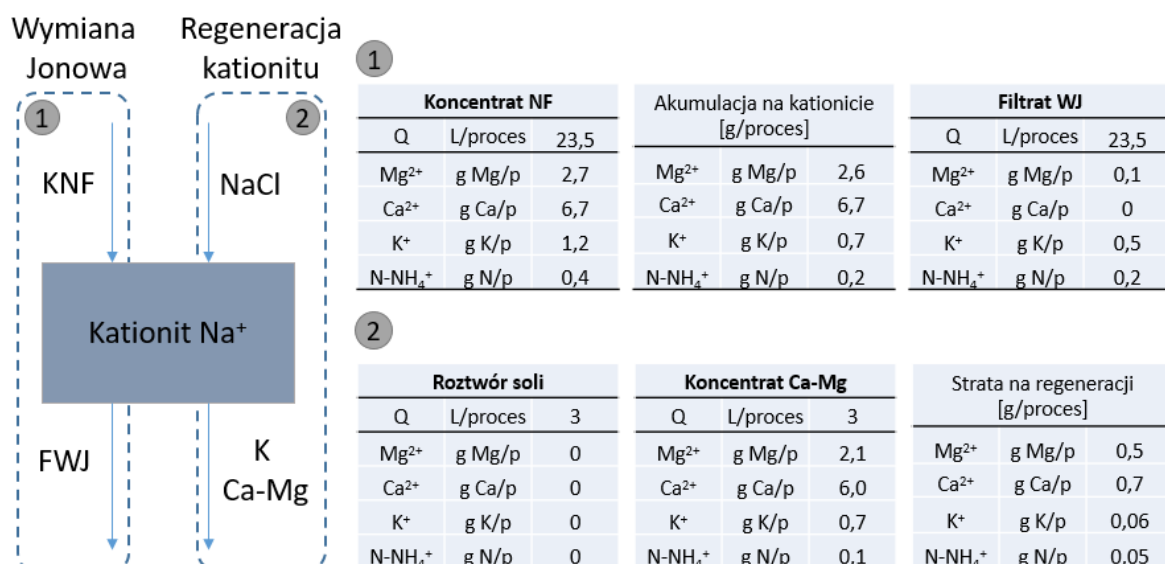 Wymiana
Jonowa
Regeneracja
kationitu
1
2
KNF
NaCl
Kationit Na⁺
FWJ
K
Ca-Mg
1
Koncentrat NF
Q L/proces 23,5
Mg²⁺ g Mg/p 2,7
Ca²⁺ g Ca/p 6,7
K⁺ g K/p 1,2
N-NH₄⁺ g N/p 0,4
Akumulacja na kationicie
[g/proces]
Mg²⁺ g Mg/p 2,6
Ca²⁺ g Ca/p 6,7
K⁺ g K/p 0,7
N-NH₄⁺ g N/p 0,2
Filtrat WJ
Q L/proces 23,5
Mg²⁺ g Mg/p 0,1
Ca²⁺ g Ca/p 0
K⁺ g K/p 0,5
N-NH₄⁺ g N/p 0,2
2
Roztwór soli
Q L/proces 3
Mg²⁺ g Mg/p 0
Ca²⁺ g Ca/p 0
K⁺ g K/p 0
N-NH₄⁺ g N/p 0
Koncentrat Ca-Mg
Q L/proces 3
Mg²⁺ g Mg/p 2,1
Ca²⁺ g Ca/p 6,0
K⁺ g K/p 0,7
N-NH₄⁺ g N/p 0,1
Strata na regeneracji
[g/proces]
Mg²⁺ g Mg/p 0,5
Ca²⁺ g Ca/p 0,7
K⁺ g K/p 0,06
N-NH₄⁺ g N/p 0,05